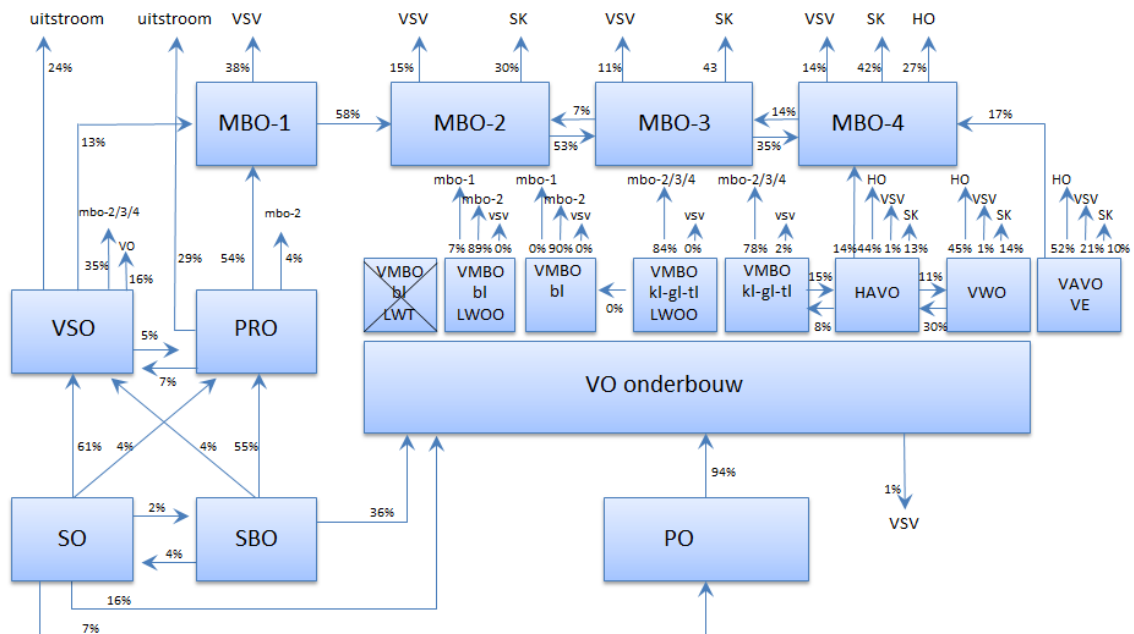 uitstroom uitstroom VSV VSV SK VSV SK VSV SK HO
24% 38% 15% 30% 11% 43 14% 42% 27%
MBO-1 58% MBO-2 7% MBO-3 14% MBO-4 17%
13% 53% 35%
mbo-1 mbo-1 mbo-2/3/4 mbo-2/3/4 HO HO HO
mbo-2/3/4 mbo-2 mbo-2 mbo-2 VSV VSV VSV
vsv vsv vsv vsv SK SK SK
VO
35% 29% 54% 4% 7% 89% 0% 0% 90% 0% 84% 0% 78% 2% 14% 44% 1% 13% 45% 1% 14% 52% 21% 10%
16%
VMBO VMBO VMBO VMBO VMBO
bl bl bl kl-gl-tl kl-gl-tl 15% HAVO 11% VWO VAVO
LWT LWOO LWOO VE
0% 8% 30%
VSO 5% PRO
7%
VO onderbouw
61% 4% 4% 55%
94%
1%
SO 2% SBO 36% PO VSV
4%
16%
7%